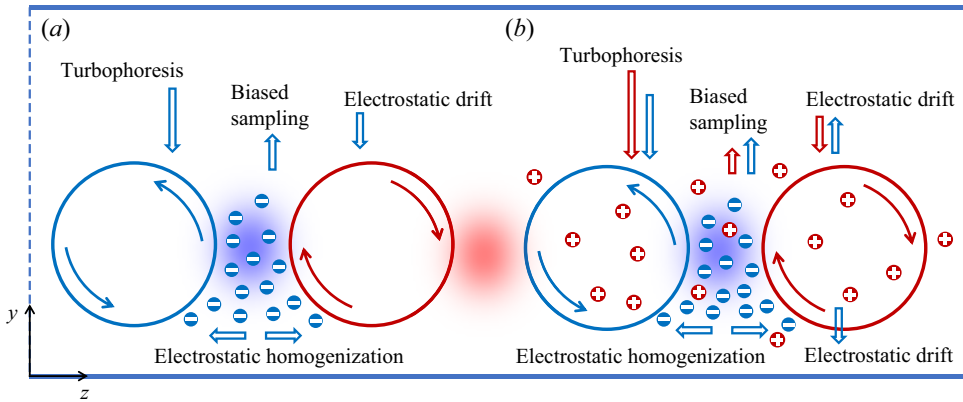 (a)
Turbophoresis
Biased
sampling
Electrostatic drift
Electrostatic homogenization
y
z
(b)
Turbophoresis
Biased
sampling
Electrostatic drift
Electrostatic homogenization
Electrostatic drift